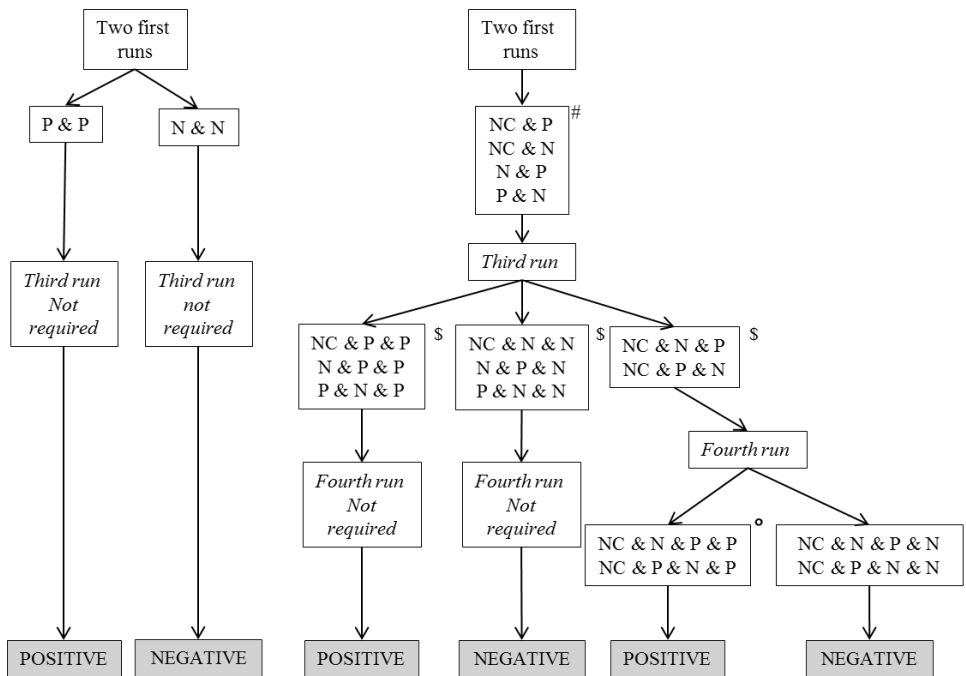 Two first
runs
P & P
N & N
Third run
Not
required
Third run
not
required
POSITIVE
NEGATIVE
Two first
runs
NC & P
NC & N
N & P
P & N
#
Third run
NC & P & P
N & P & P
P & N & P
$
NC & N & N
N & P & N
P & N & N
$
NC & N & P
NC & P & N
$
Fourth run
Not
required
Fourth run
Not
required
Fourth run
NC & N & P & P
NC & P & N & P
°
NC & N & P & N
NC & P & N & N
POSITIVE
NEGATIVE
POSITIVE
NEGATIVE